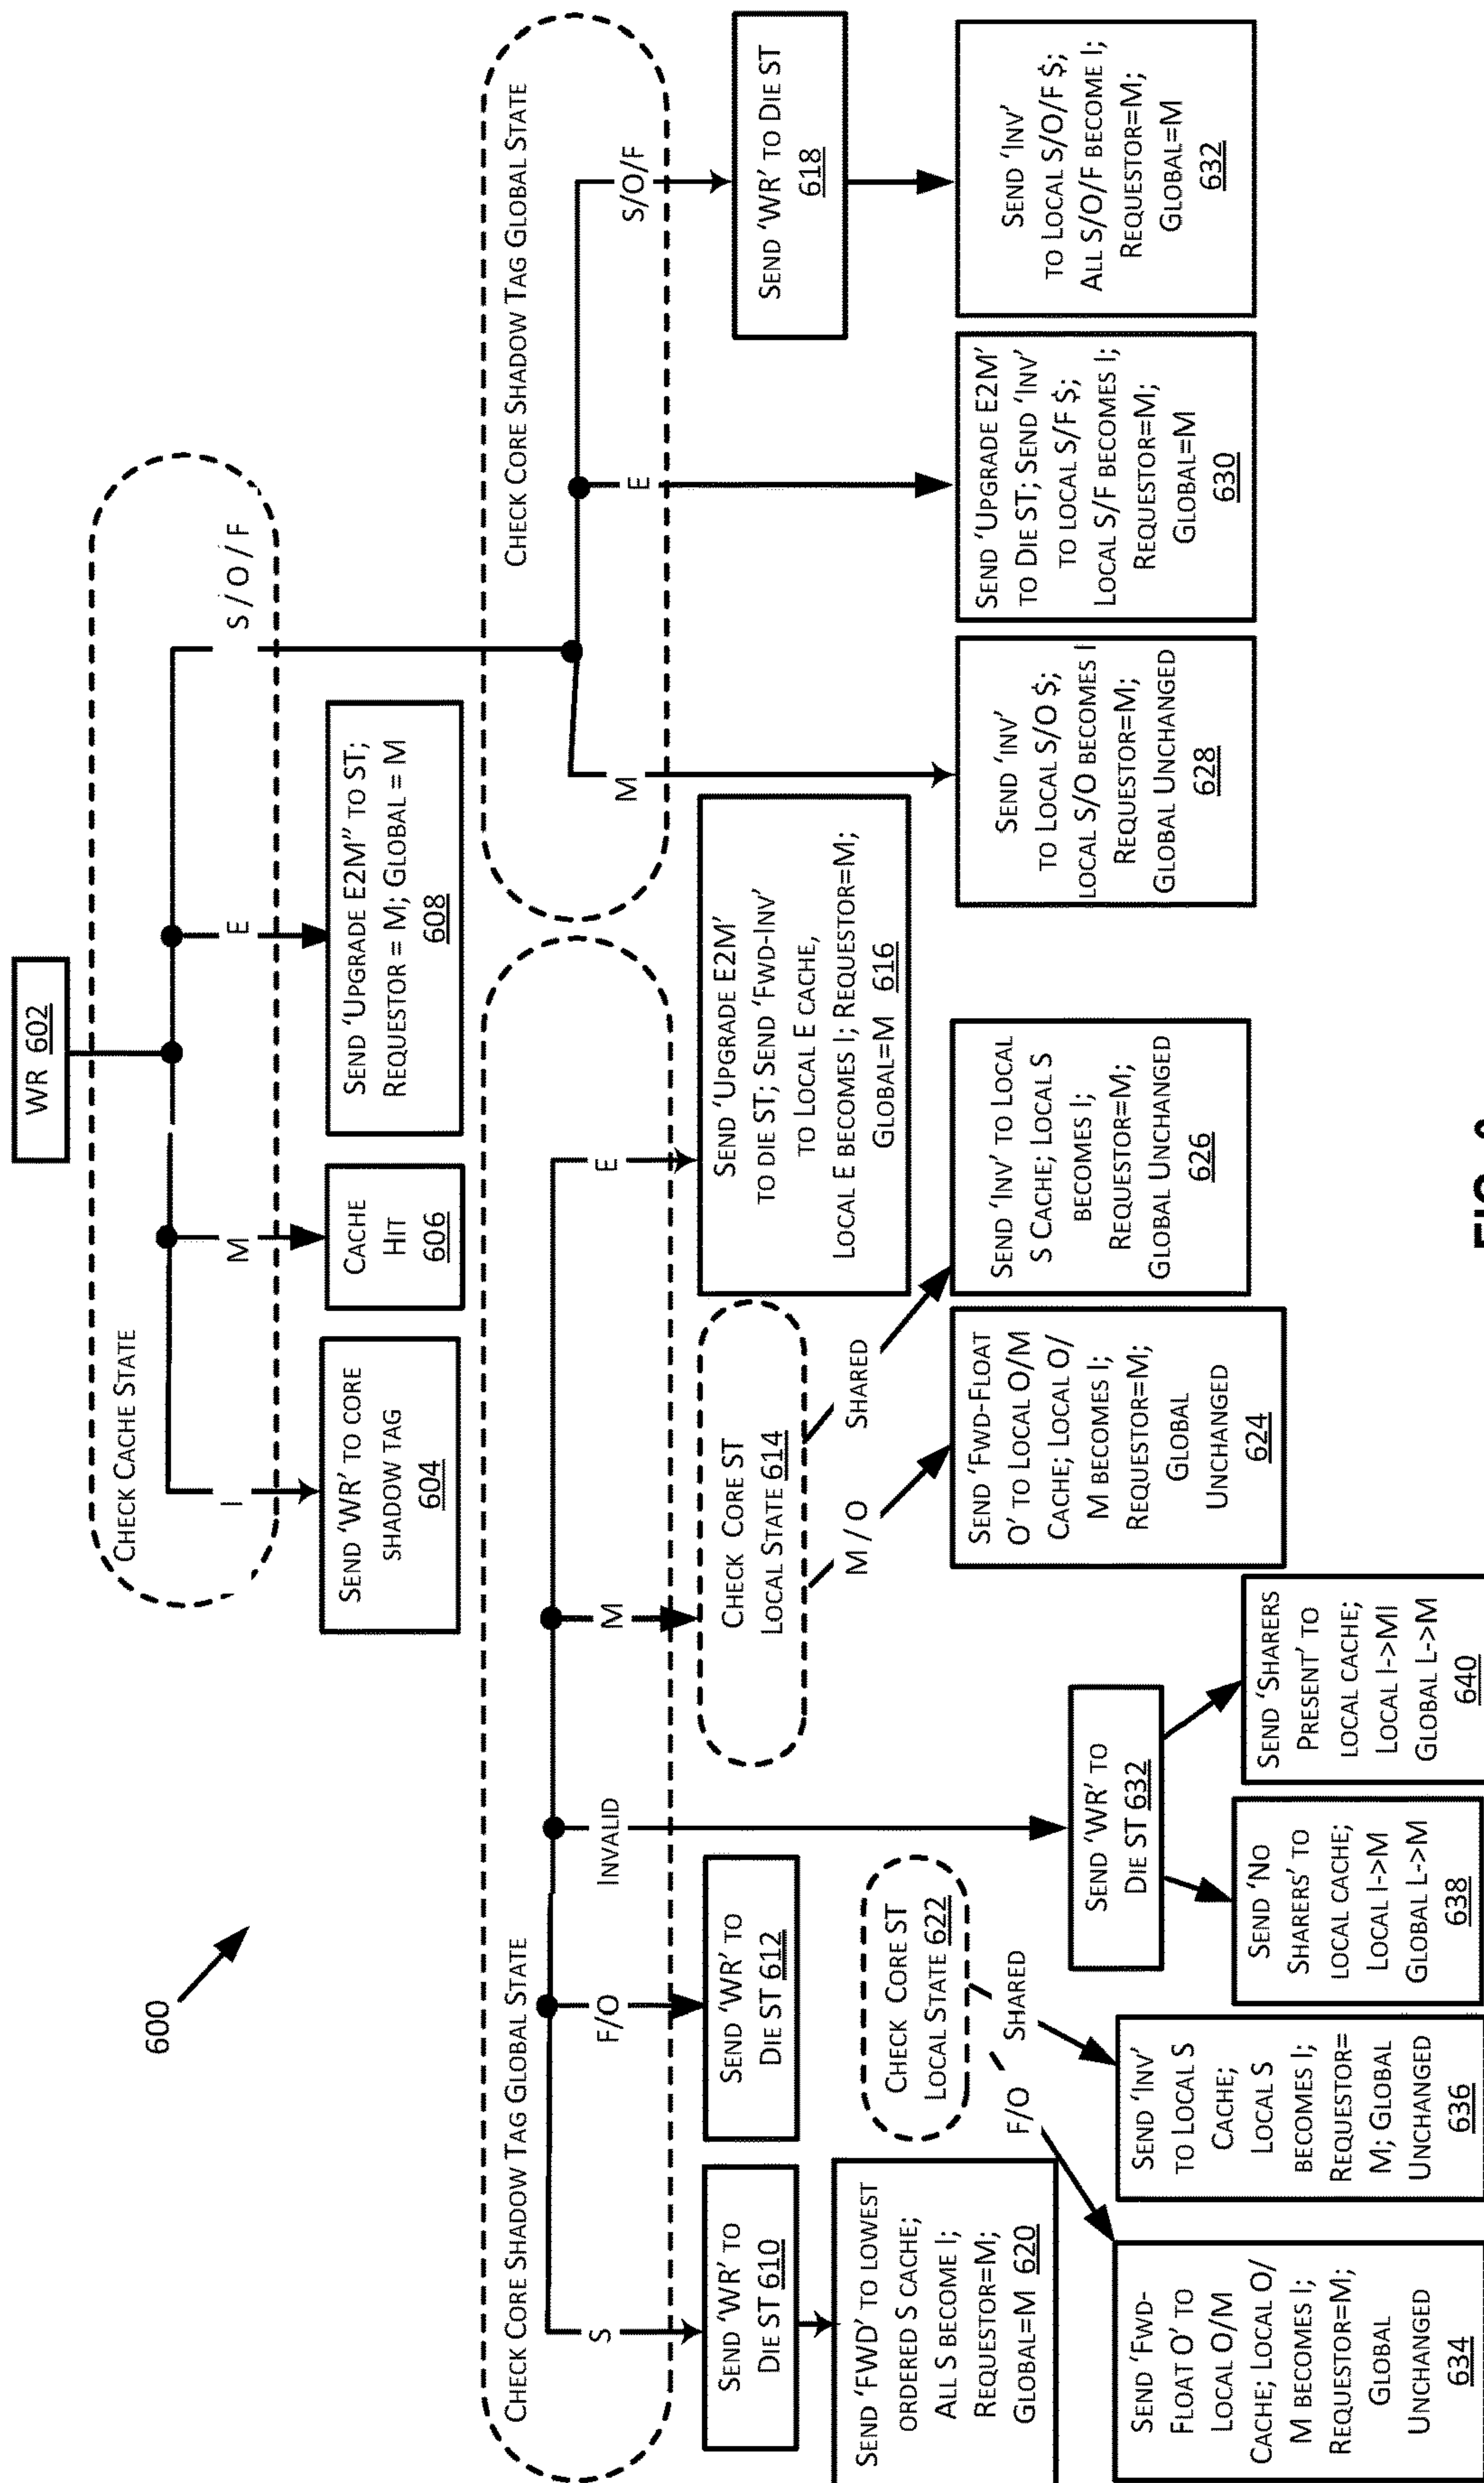 600
WR 602
CHECK CACHE STATE
I
M
E
S / O / F
SEND 'WR' TO CORE
SHADOW TAG
604
CACHE
HIT
606
SEND 'UPGRADE E2M" TO ST;
REQUESTOR = M; GLOBAL = M
608
CHECK CORE SHADOW TAG GLOBAL STATE
S
F/O
INVALID
M
E
CHECK CORE SHADOW TAG GLOBAL STATE
M
E
S/O/F
SEND 'WR' TO
DIE ST 610
SEND 'WR' TO
DIE ST 612
CHECK CORE ST
LOCAL STATE 614
SEND 'UPGRADE E2M'
TO DIE ST; SEND 'FWD-INV'
TO LOCAL E CACHE,
LOCAL E BECOMES I; REQUESTOR=M;
GLOBAL=M 616
SEND 'WR' TO DIE ST
618
SEND 'FWD' TO LOWEST
ORDERED S CACHE;
ALL S BECOME I;
REQUESTOR=M;
GLOBAL=M 620
CHECK CORE ST
LOCAL STATE 622
F/O
SHARED
M / O
SHARED
SEND 'FWD-FLOAT
O' TO LOCAL O/M
CACHE; LOCAL O/
M BECOMES I;
REQUESTOR=M;
GLOBAL
UNCHANGED
624
SEND 'INV' TO LOCAL
S CACHE; LOCAL S
BECOMES I;
REQUESTOR=M;
GLOBAL UNCHANGED
626
SEND 'INV'
TO LOCAL S/O $;
LOCAL S/O BECOMES I
REQUESTOR=M;
GLOBAL UNCHANGED
628
SEND 'UPGRADE E2M'
TO DIE ST; SEND 'INV'
TO LOCAL S/F $;
LOCAL S/F BECOMES I;
REQUESTOR=M;
GLOBAL=M
630
SEND 'INV'
TO LOCAL S/O/F $;
ALL S/O/F BECOME I;
REQUESTOR=M;
GLOBAL=M
632
SEND 'WR' TO
DIE ST 632
SEND 'FWD-
FLOAT O' TO
LOCAL O/M
CACHE; LOCAL O/
M BECOMES I;
REQUESTOR=M;
GLOBAL
UNCHANGED
634
SEND 'INV'
TO LOCAL S
CACHE;
LOCAL S
BECOMES I;
REQUESTOR=
M; GLOBAL
UNCHANGED
636
SEND 'NO
SHARERS' TO
LOCAL CACHE;
LOCAL I->M
GLOBAL L->M
638
SEND 'SHARERS
PRESENT' TO
LOCAL CACHE;
LOCAL I->MI
GLOBAL L->M
640